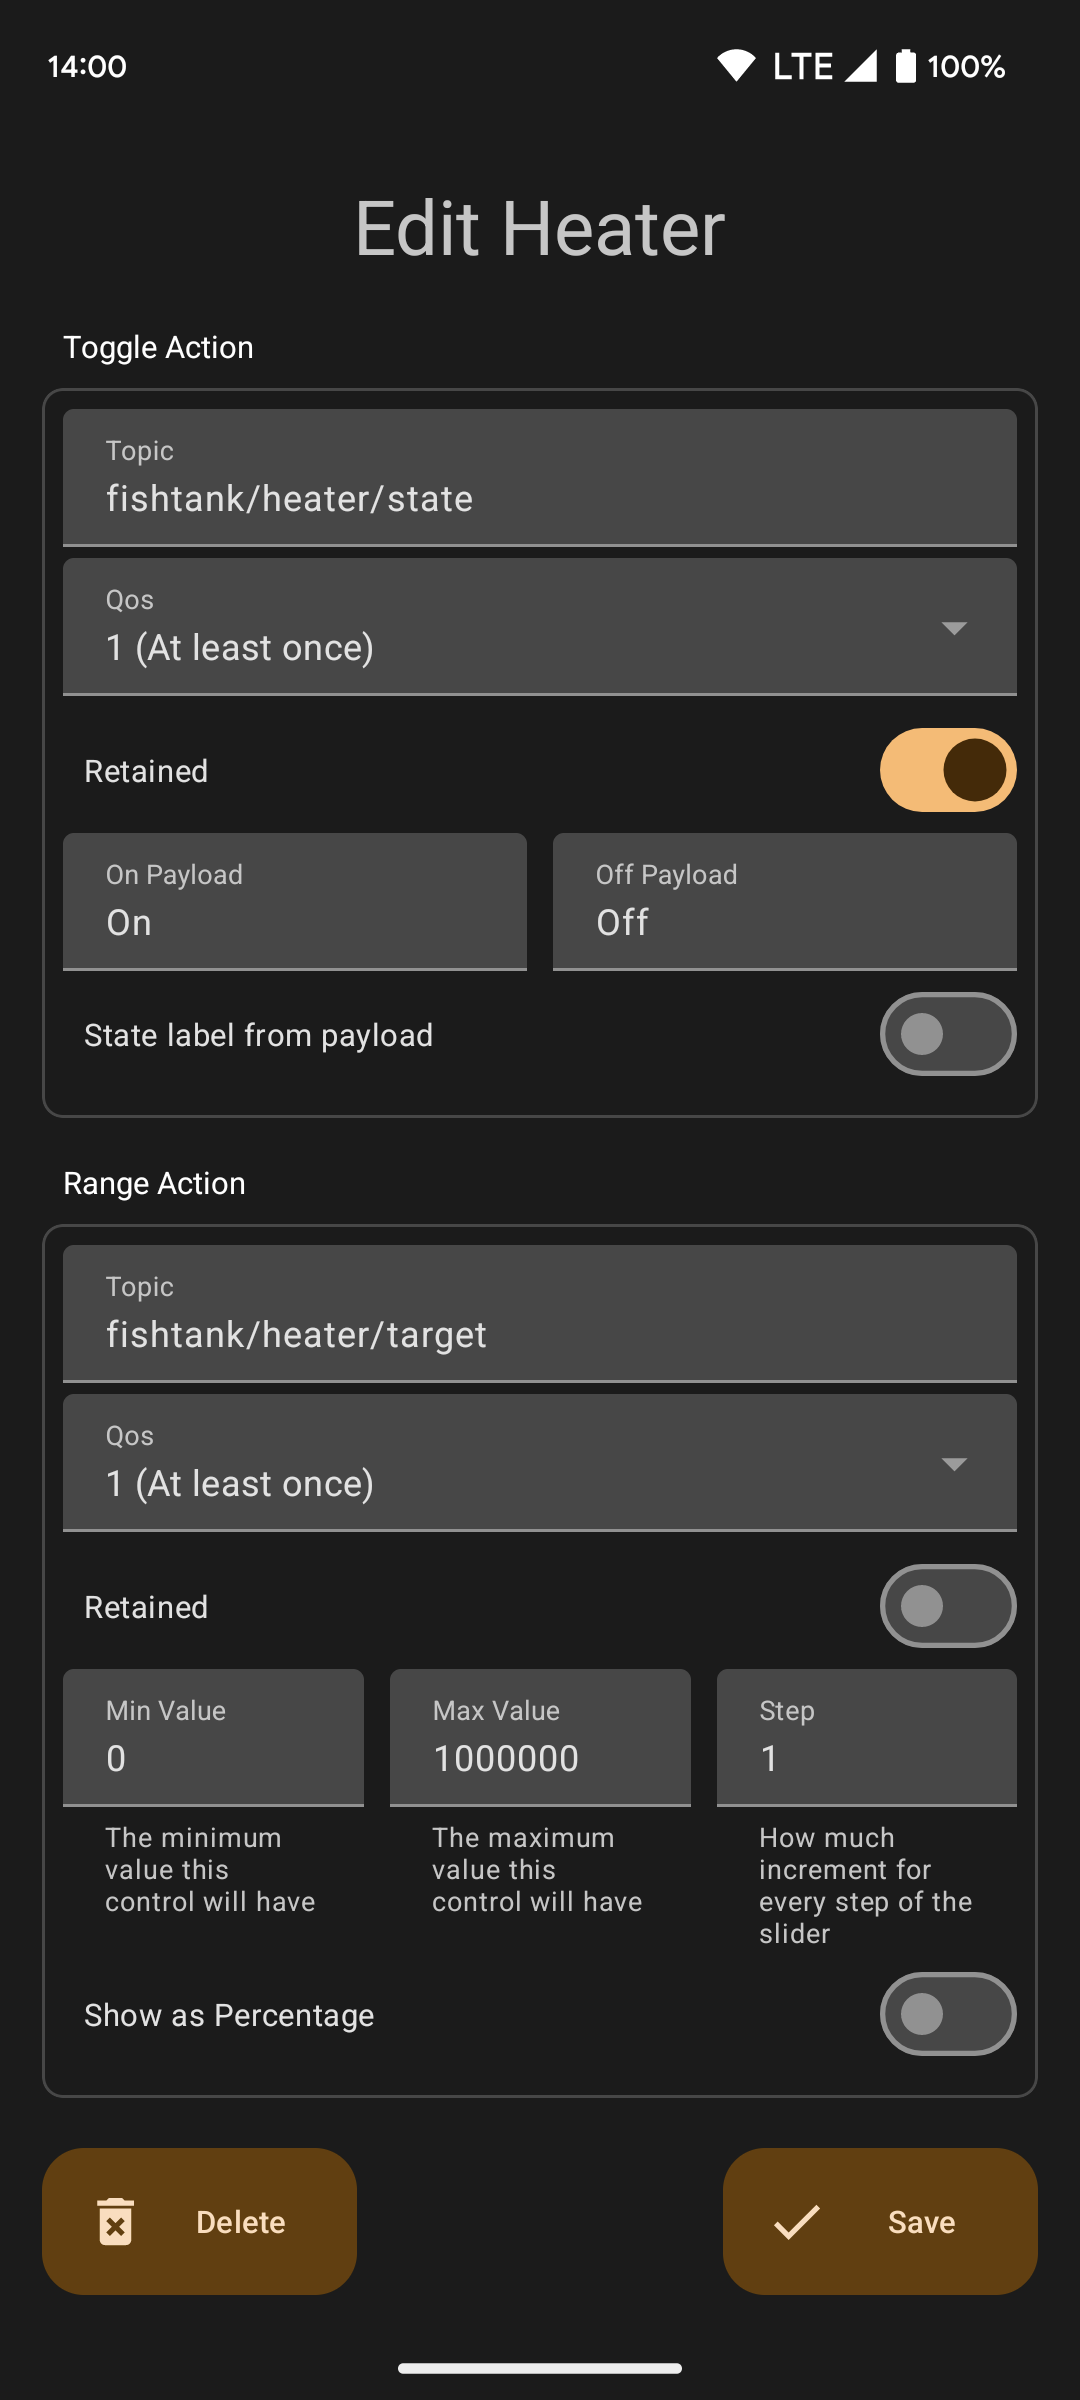 14:00 LTE 100%
Edit Heater
Toggle Action
Topic
fishtank/heater/state
Qos
1 (At least once)
Retained
On Payload
On
Off Payload
Off
State label from payload
Range Action
Topic
fishtank/heater/target
Qos
1 (At least once)
Retained
Min Value
0
The minimum
value this
control will have
Max Value
1000000
The maximum
value this
control will have
Step
1
How much
increment for
every step of the
slider
Show as Percentage
Delete
Save